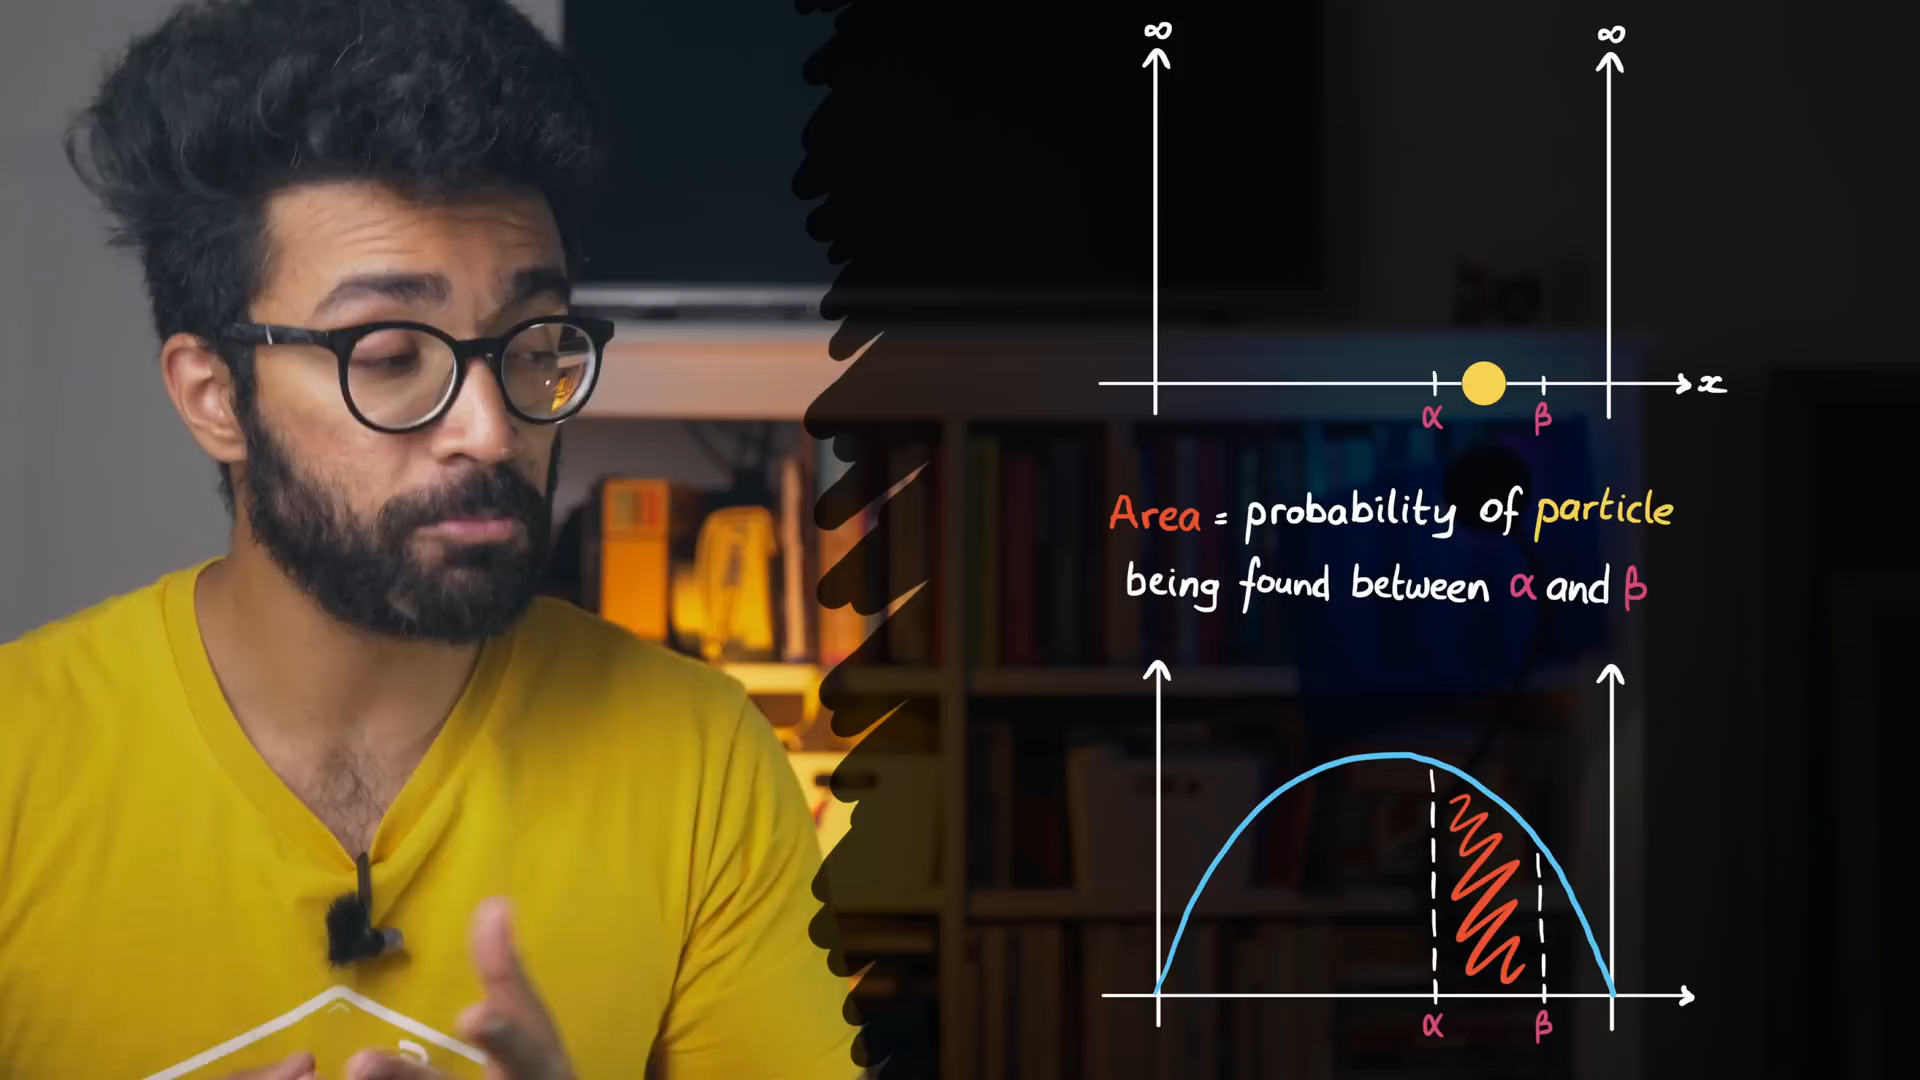 ∞ ∞
x
α β
Area = probability of particle
being found between α and β
α β